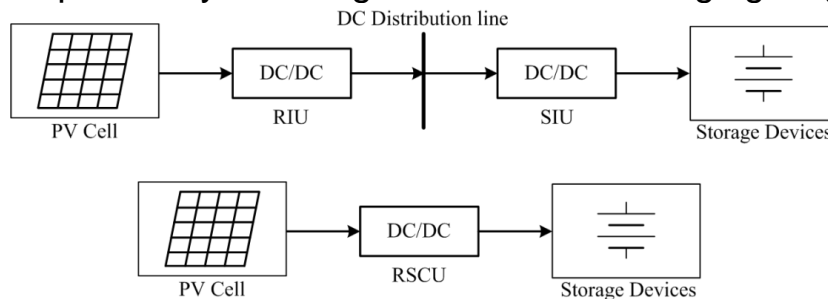 DC Distribution line
DC/DC
DC/DC
PV Cell
RIU
SIU
Storage Devices
DC/DC
PV Cell
RSCU
Storage Devices